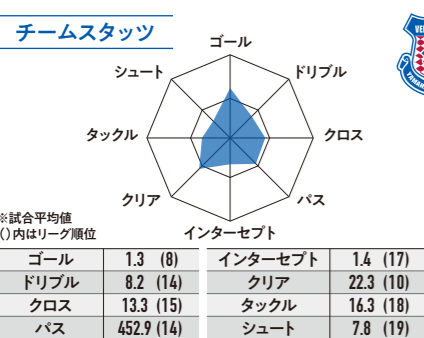 チームスタッツ
ゴール
シュート
ドリブル
タックル
クロス
クリア
パス
インターセプト
※試合平均値
()内はリーグ順位
ゴール 1.3 (8) インターセプト 1.4 (17)
ドリブル 8.2 (14) クリア 22.3 (10)
クロス 13.3 (15) タックル 16.3 (18)
パス 452.9 (14) シュート 7.8 (19)